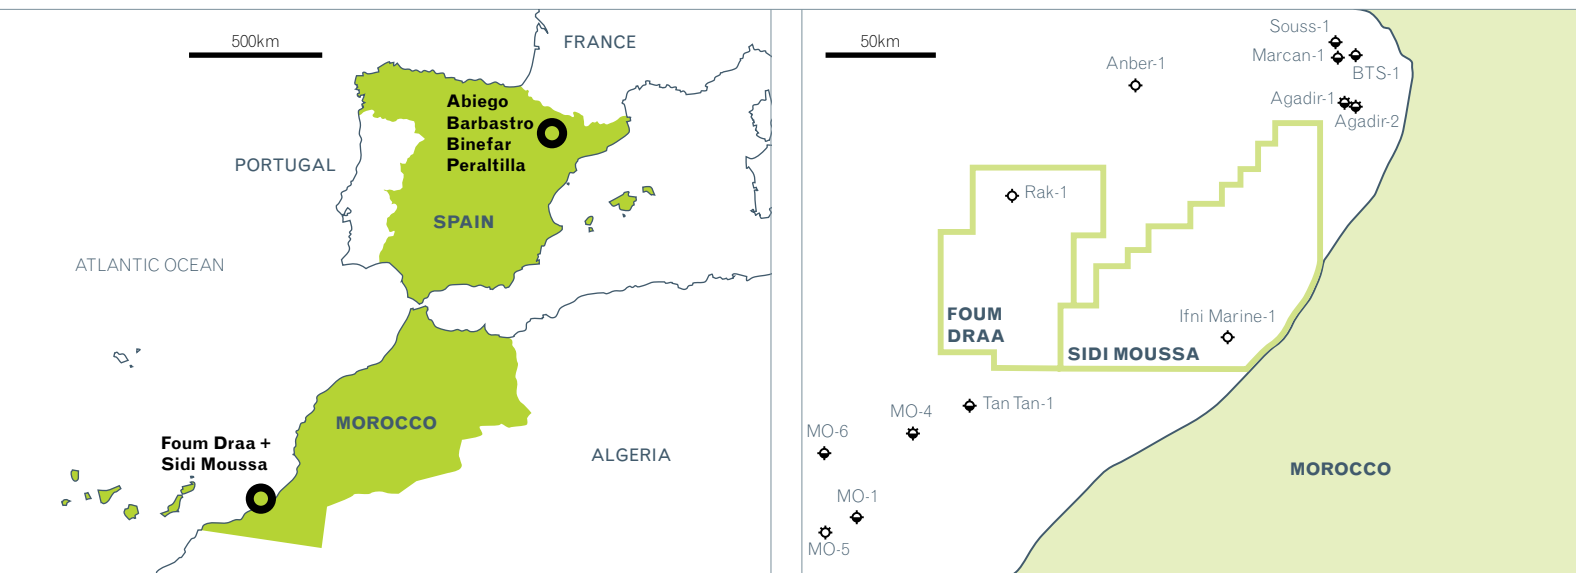 500km
FRANCE
Abiego
Barbastro
Binefar
Peraltilla
PORTUGAL
SPAIN
ATLANTIC OCEAN
MOROCCO
Foum Draa +
Sidi Moussa
ALGERIA
50km
Souss-1
Marcan-1
BTS-1
Anber-1
Agadir-1
Agadir-2
Rak-1
FOUM
DRAA
Ifni Marine-1
SIDI MOUSSA
Tan Tan-1
MO-4
MO-6
MOROCCO
MO-1
MO-5